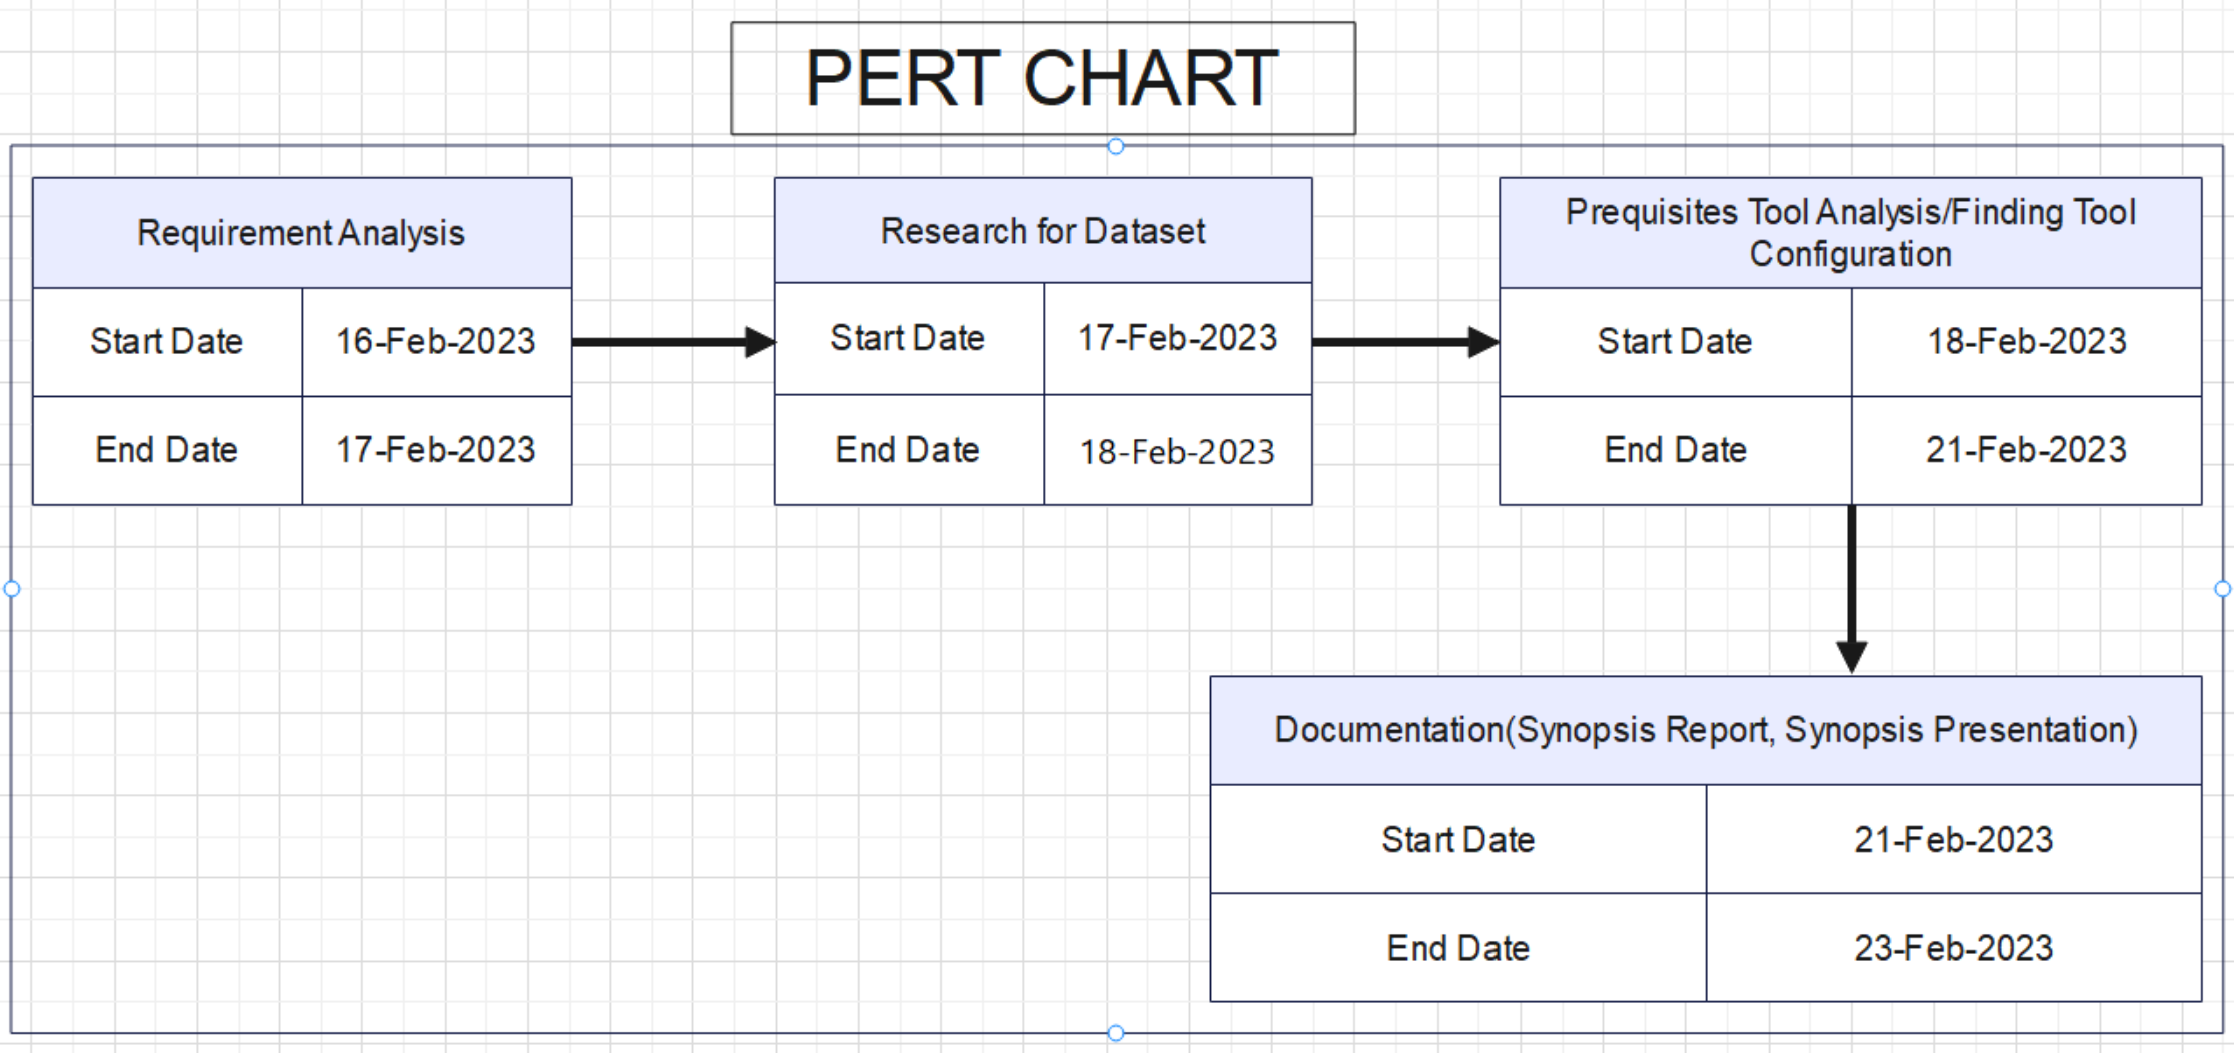 PERT CHART
Requirement Analysis
Start Date 16-Feb-2023
End Date 17-Feb-2023
Research for Dataset
Start Date 17-Feb-2023
End Date 18-Feb-2023
Prequisites Tool Analysis/Finding Tool
Configuration
Start Date 18-Feb-2023
End Date 21-Feb-2023
Documentation(Synopsis Report, Synopsis Presentation)
Start Date 21-Feb-2023
End Date 23-Feb-2023